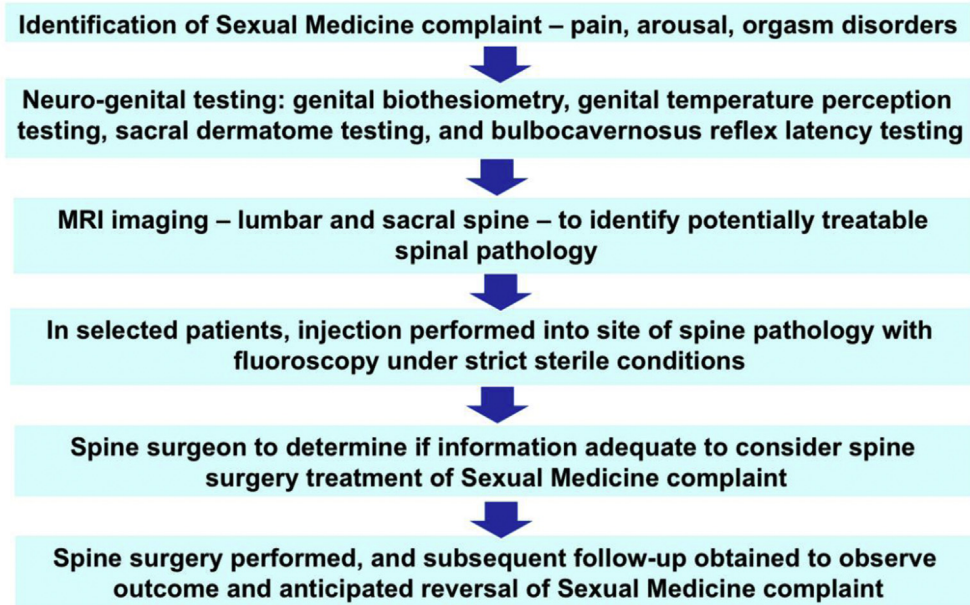 Identification of Sexual Medicine complaint – pain, arousal, orgasm disorders
Neuro-genital testing: genital biothesiometry, genital temperature perception
testing, sacral dermatome testing, and bulbocavernosus reflex latency testing
MRI imaging – lumbar and sacral spine – to identify potentially treatable
spinal pathology
In selected patients, injection performed into site of spine pathology with
fluoroscopy under strict sterile conditions
Spine surgeon to determine if information adequate to consider spine
surgery treatment of Sexual Medicine complaint
Spine surgery performed, and subsequent follow-up obtained to observe
outcome and anticipated reversal of Sexual Medicine complaint